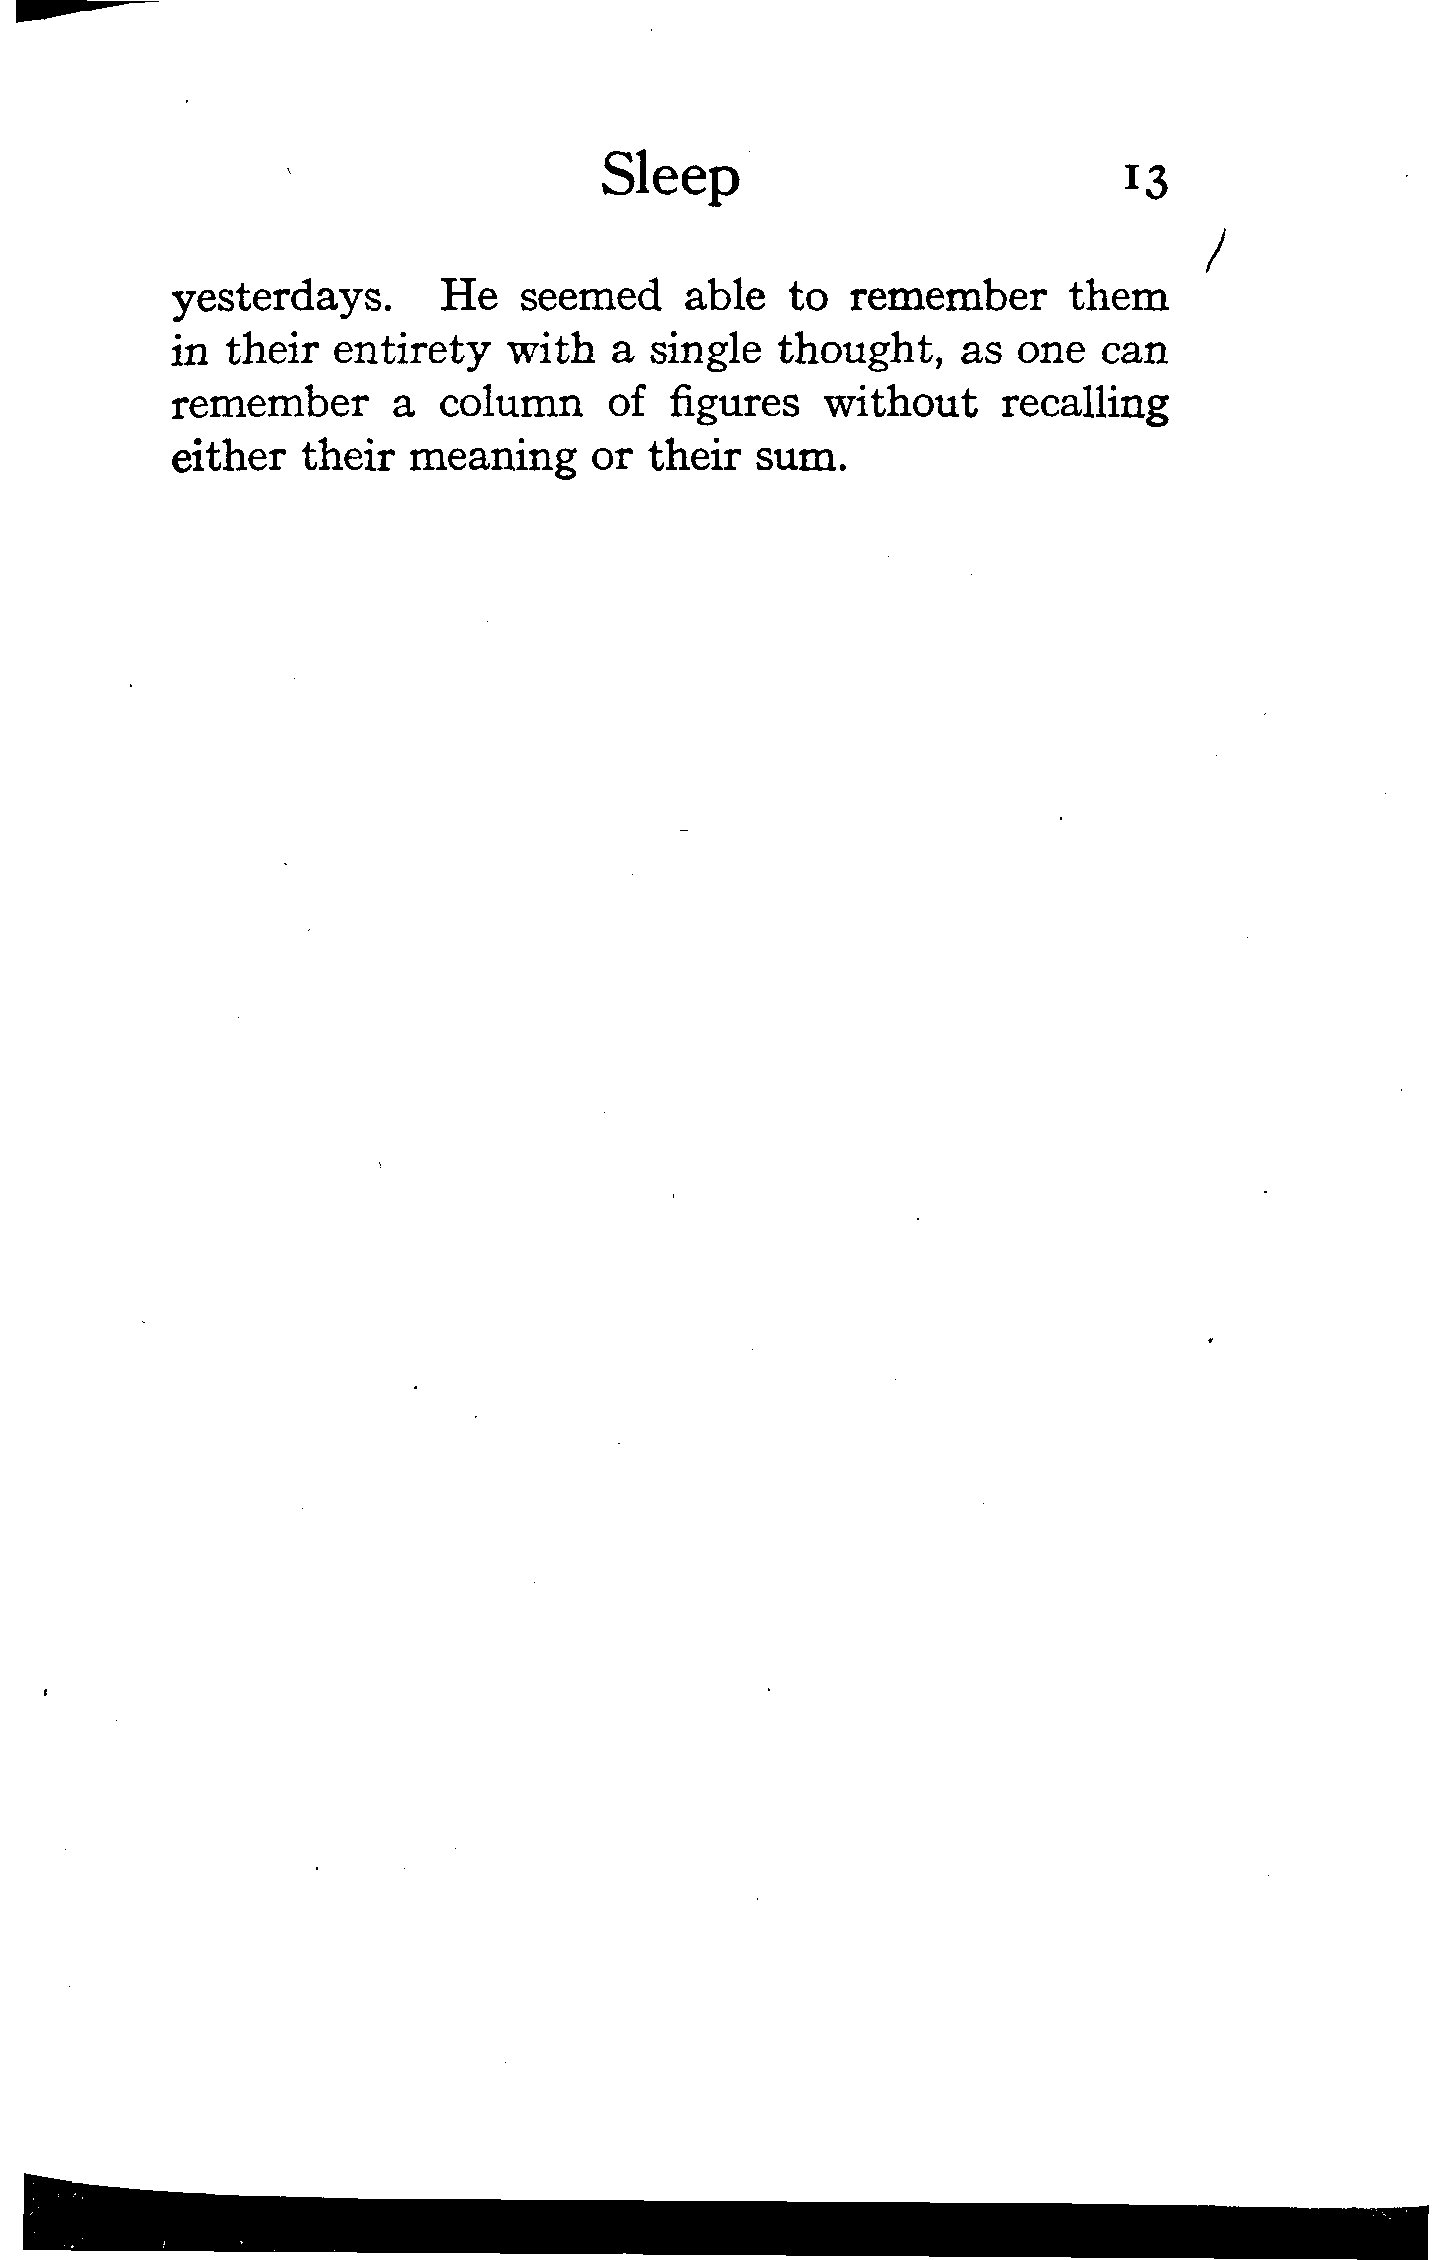 Sleep 13
yesterdays. He seemed able to remember them
in their entirety with a single thought, as one can
remember a column of figures without recalling
either their meaning or their sum.